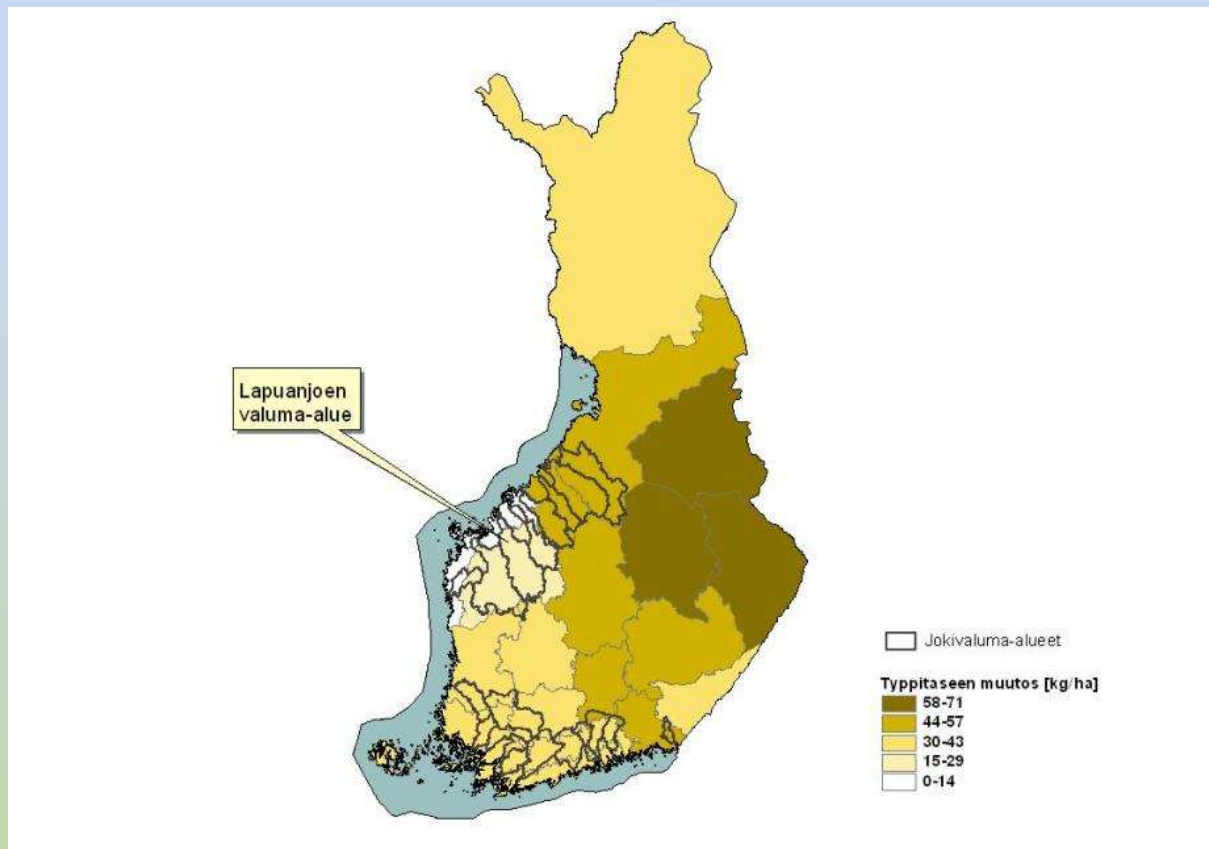 Lapuanjoen
valuma-alue
Jokivaluma-alueet
Typpitaseen muutos [kg/ha]
58-71
44-57
30-43
15-29
0-14